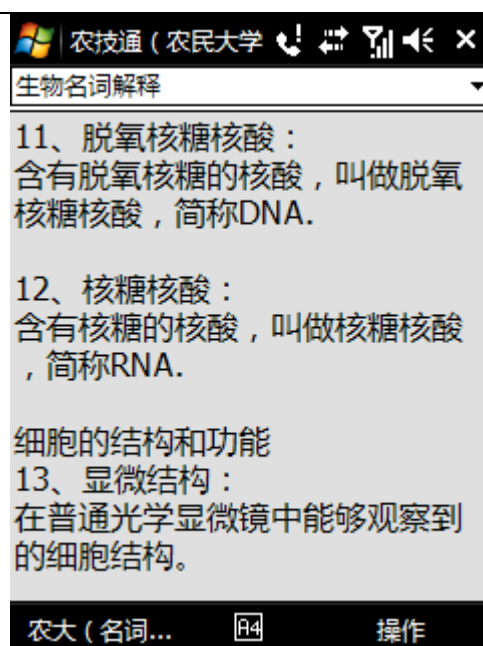 农技通（农民大学
生物名词解释
11、脱氧核糖核酸：
含有脱氧核糖的核酸，叫做脱氧
核糖核酸，简称DNA.
12、核糖核酸：
含有核糖的核酸，叫做核糖核酸
，简称RNA.
细胞的结构和功能
13、显微结构：
在普通光学显微镜中能够观察到
的细胞结构。
农大（名词... A4 操作